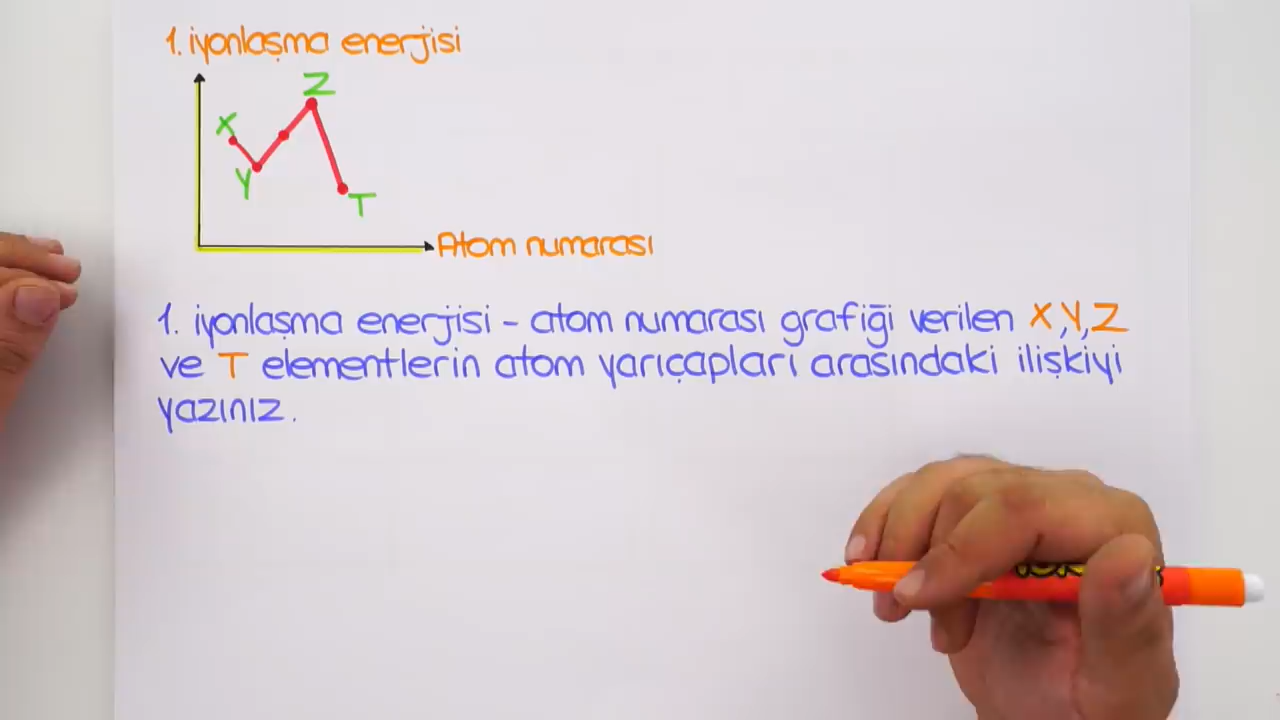 1. iyonlaşma enerjisi
Z
X
Y
T
Atom numarası
1. iyonlaşma enerjisi - atom numarası grafiği verilen X, Y, Z
ve T elementlerin atom yarıçapları arasındaki ilişkiyi
yazınız.